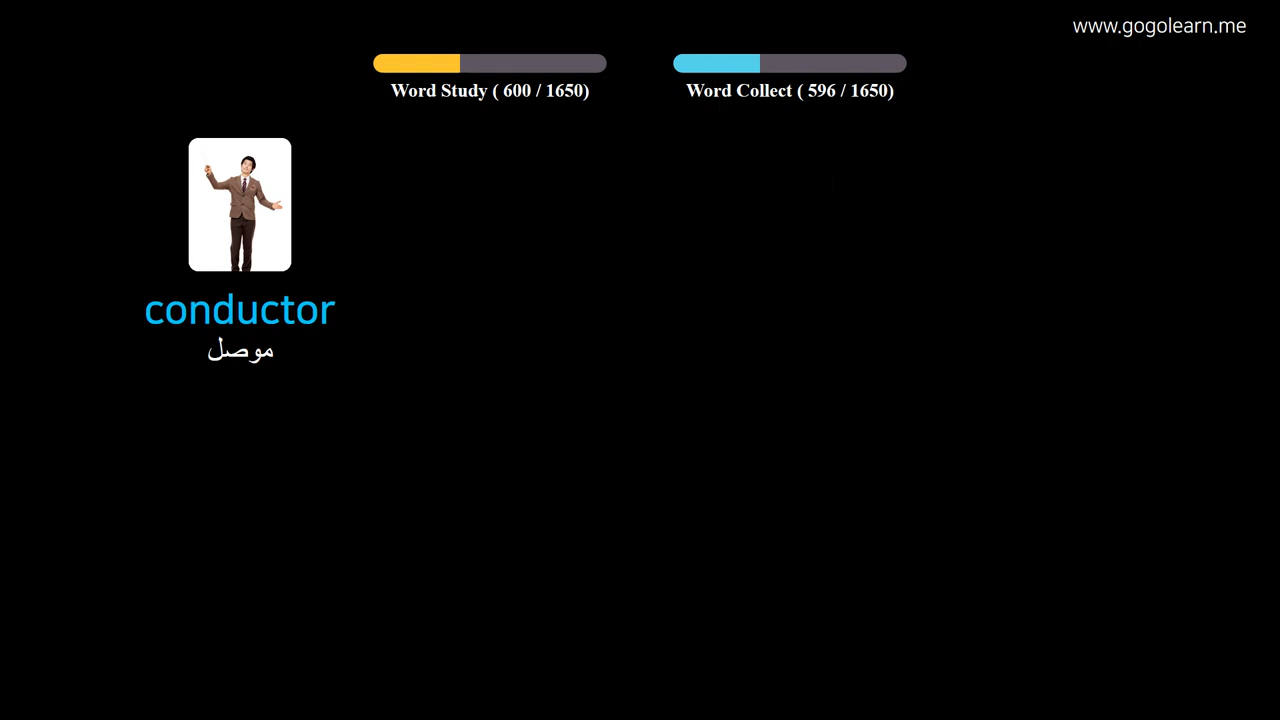 www.gogolearn.me
Word Study ( 600 / 1650)
Word Collect ( 596 / 1650)
conductor
موصل